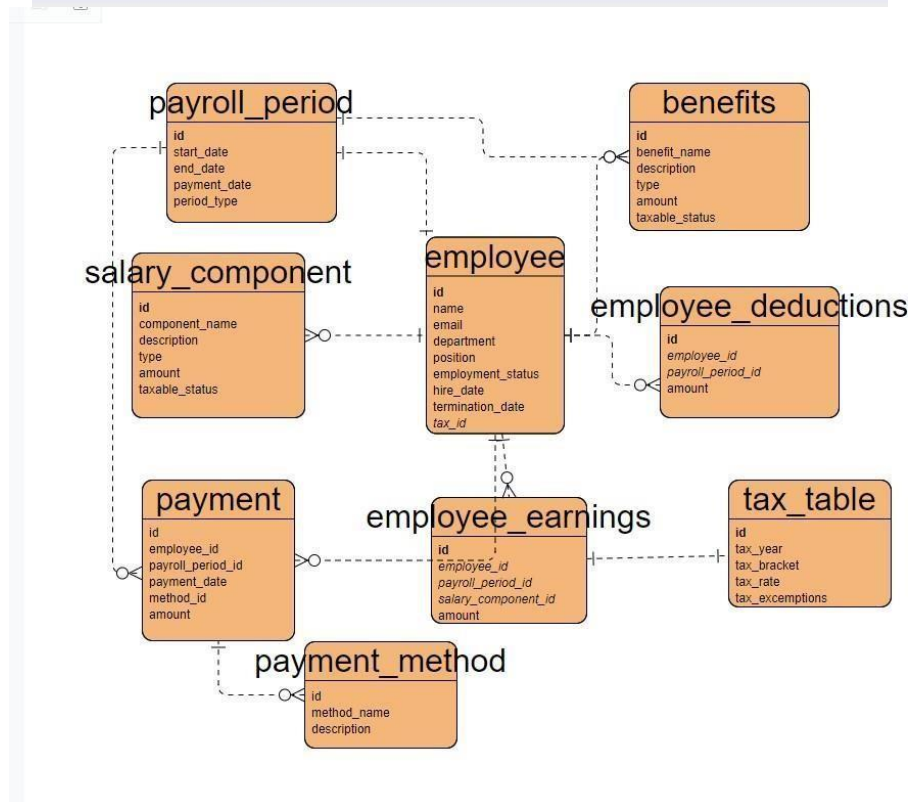 payroll_period
id
start_date
end_date
payment_date
period_type
benefits
id
benefit_name
description
type
amount
taxable_status
salary_component
id
component_name
description
type
amount
taxable_status
employee
id
name
email
department
position
employment_status
hire_date
termination_date
tax_id
employee_deductions
id
employee_id
payroll_period_id
amount
payment
id
employee_id
payroll_period_id
payment_date
method_id
amount
employee_earnings
id
employee_id
payroll_period_id
salary_component_id
amount
tax_table
id
tax_year
tax_bracket
tax_rate
tax_excemptions
payment_method
id
method_name
description